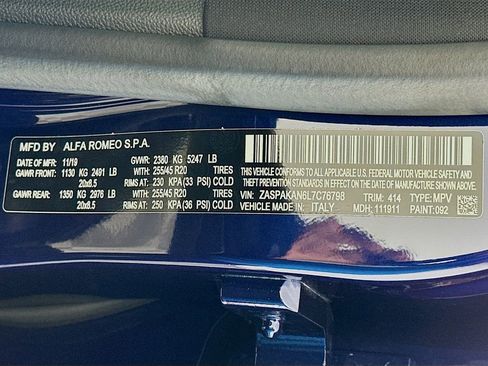 MFD BY ALFA ROMEO S.P.A.
DATE OF MFR: 11/19 GVWR: 2380 KG 5247 LB
GAWR FRONT: 1130 KG 2491 LB WITH 255/45 R20 TIRES
20x8.5 RIMS AT 230 KPA (33 PSI) COLD
GAWR REAR: 1350 KG 2976 LB WITH 255/45 R20 TIRES
20x8.5 RIMS AT 250 KPA (36 PSI) COLD
THIS VEHICLE CONFORMS TO ALL APPLICABLE U.S.A. FEDERAL MOTOR VEHICLE SAFETY AND
THEFT PREVENTION STANDARDS IN EFFECT ON THE DATE OF MANUFACTURE SHOWN ABOVE.
VIN: ZASPAKAN6L7C76798 TRIM: 414 TYPE: MPV
VEHICLE MADE IN: ITALY MDH: 111911 PAINT: 092